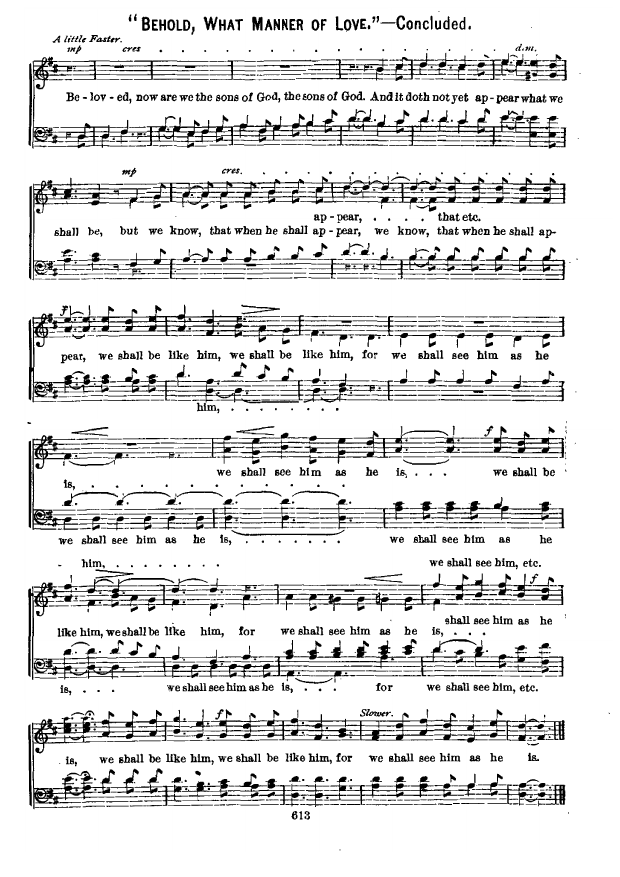 "BEHOLD, WHAT MANNER OF LOVE."—Concluded.
A little Faster.
mp cres . . . . . . . . . . . dim.
Be - lov - ed, now are we the sons of God, the sons of God. And it doth not yet ap - pear what we
mp cres. . . . . . . . . . . .
ap - pear, . . . . that etc.
shall be, but we know, that when he shall ap - pear, we know, that when he shall ap-
f
pear, we shall be like him, we shall be like him, for we shall see him as he
him, . . . . . .
f
we shall see him as he is, . . . we shall be
is, . . . . . . . . . . . .
we shall see him as he is, . . . . . . . we shall see him as he
- him, . . . . . . . we shall see him, etc.
f
shall see him as he
like him, we shall be like him, for we shall see him as he is, . . .
is, . . . we shall see him as he is, . . . for we shall see him, etc.
f Slower.
is, we shall be like him, we shall be like him, for we shall see him as he is.
613